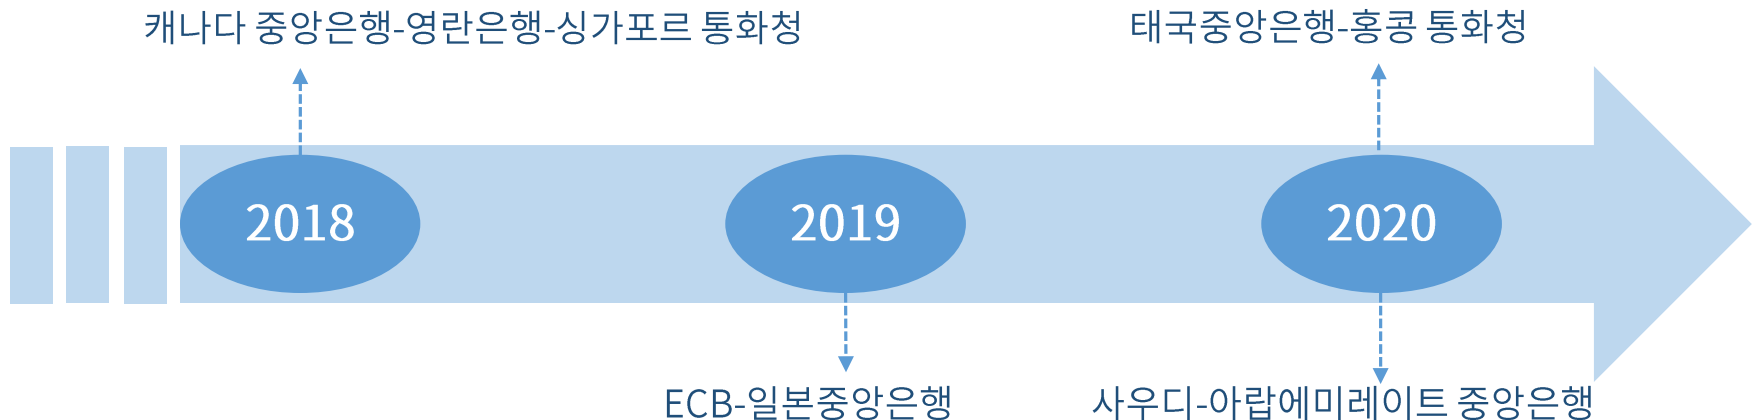 캐나다 중앙은행-영란은행-싱가포르 통화청
태국중앙은행-홍콩 통화청
2018
2019
2020
ECB-일본중앙은행
사우디-아랍에미레이트 중앙은행